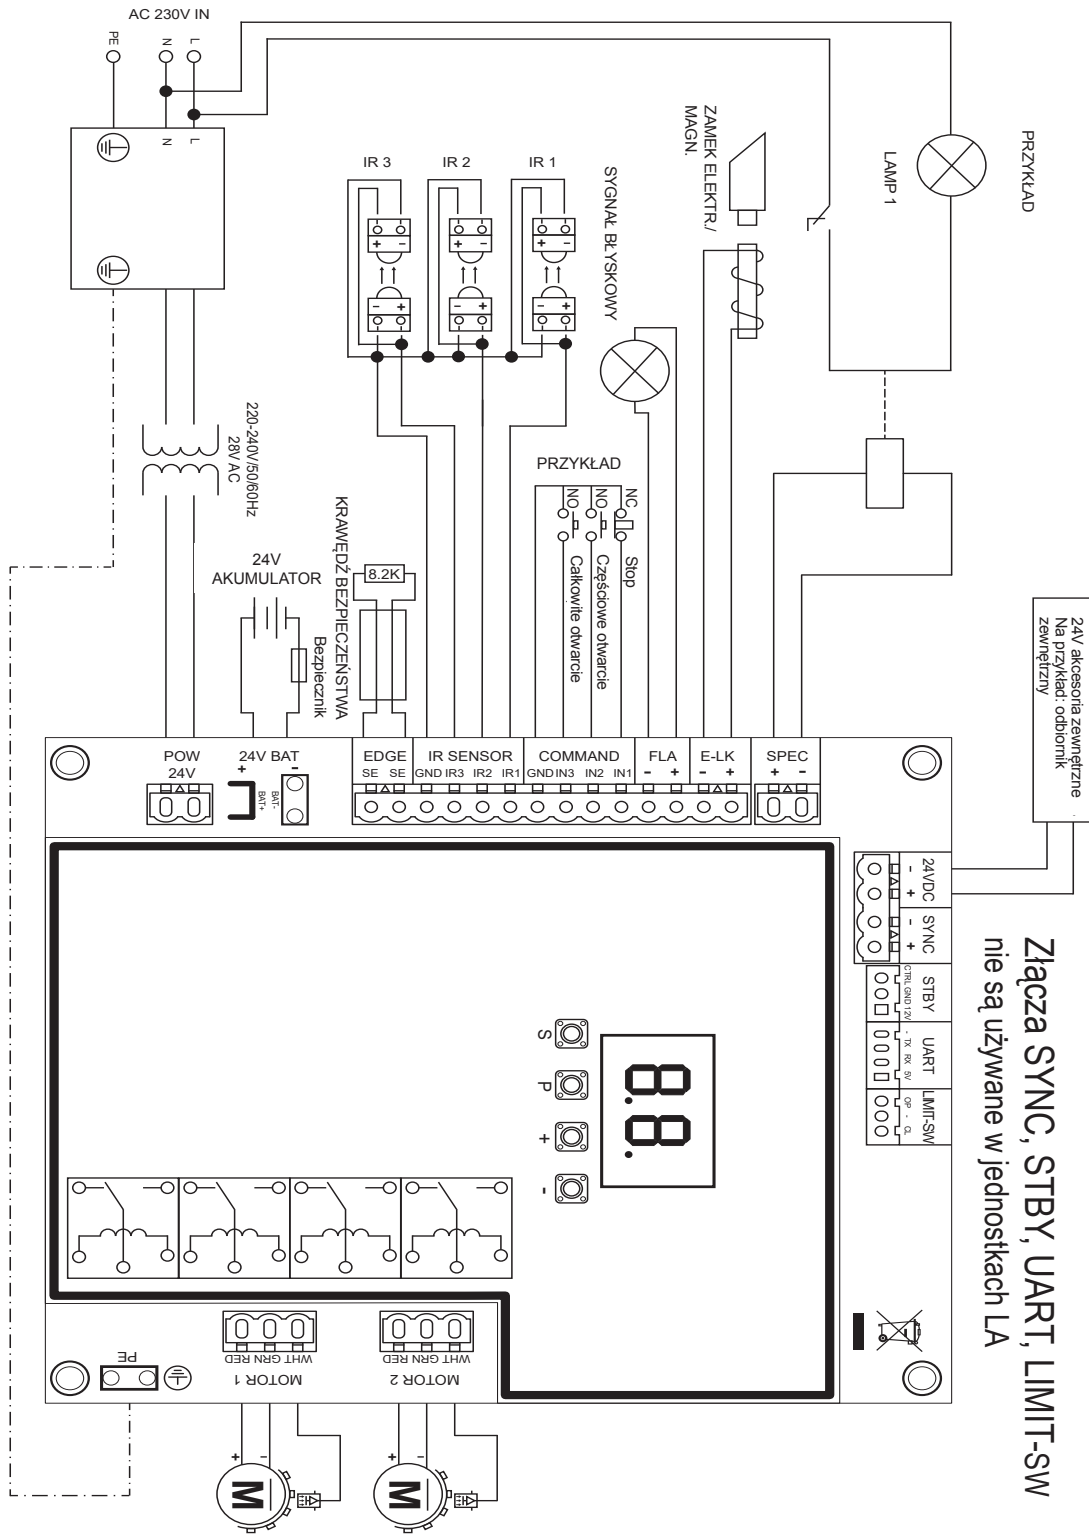 AC 230V IN
PE
N
L
N
L
IR 3
IR 2
IR 1
+ -
+ -
+ -
- +
- +
- +
SYGNAŁ BŁYSKOWY
ZAMEK ELEKTR./
MAGN.
LAMP 1
PRZYKŁAD
220-240V/50/60Hz
28V AC
24V
AKUMULATOR
Bezpiecznik
KRAWĘDŹ BEZPIECZEŃSTWA
8.2K
PRZYKŁAD
NO
NO
NC
Całkowite otwarcie
Częściowe otwarcie
Stop
24V akcesoria zewnętrzne
Na przykład: odbiornik
zewnętrzny
POW
24V
24V BAT
+ -
BAT+
BAT-
EDGE
SE SE
IR SENSOR
GND IR3 IR2 IR1
COMMAND
GND IN3 IN2 IN1
FLA
- +
E-LK
- +
SPEC
+ -
24VDC
- +
SYNC
- +
STBY
CTRL GND 12V
UART
- TX RX 5V
LIMIT-SW
OP - CL
Złącza SYNC, STBY, UART, LIMIT-SW
nie są używane w jednostkach LA
8.8.
S
P
+
-
PE
WHT GRN RED
MOTOR 1
WHT GRN RED
MOTOR 2
+ -
M
+ -
M